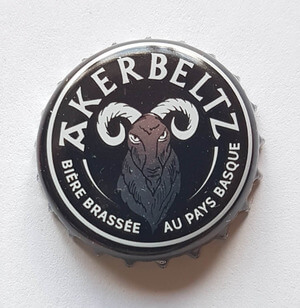 AKERBELTZ
BIÈRE BRASSÉE AU PAYS BASQUE